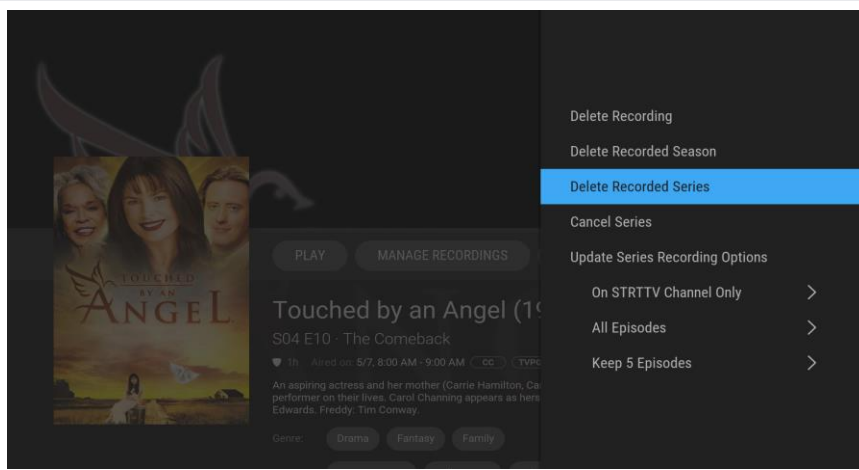 Delete Recording
Delete Recorded Season
Delete Recorded Series
Cancel Series
Update Series Recording Options
On STRTTV Channel Only
All Episodes
Keep 5 Episodes
TOUCHED
BY AN
ANGEL
PLAY
MANAGE RECORDINGS
Touched by an Angel (19
S04 E10 · The Comeback
1h Aired on: 5/7, 8:00 AM - 9:00 AM CC TVPG
An aspiring actress and her mother (Carrie Hamilton, Ca
performer on their lives. Carol Channing appears as hers
Edwards. Freddy: Tim Conway.
Genre: Drama Fantasy Family